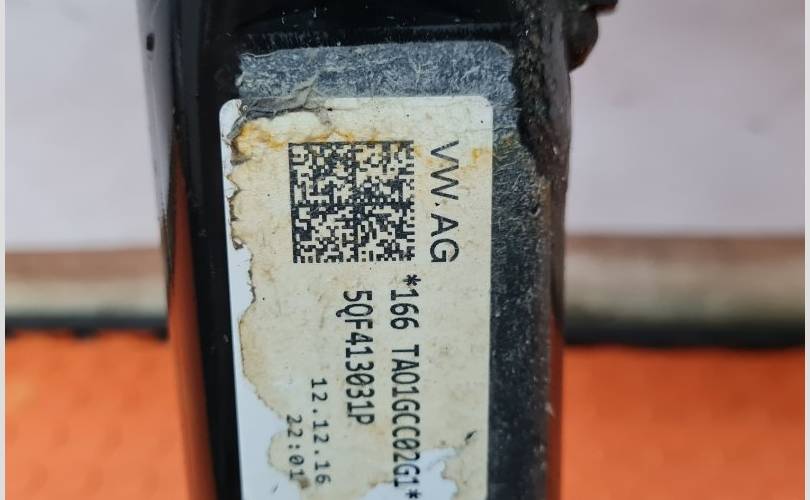 VW AG
*166 TA01GCC02G1*
5QF413031P
12.12.16
22:01